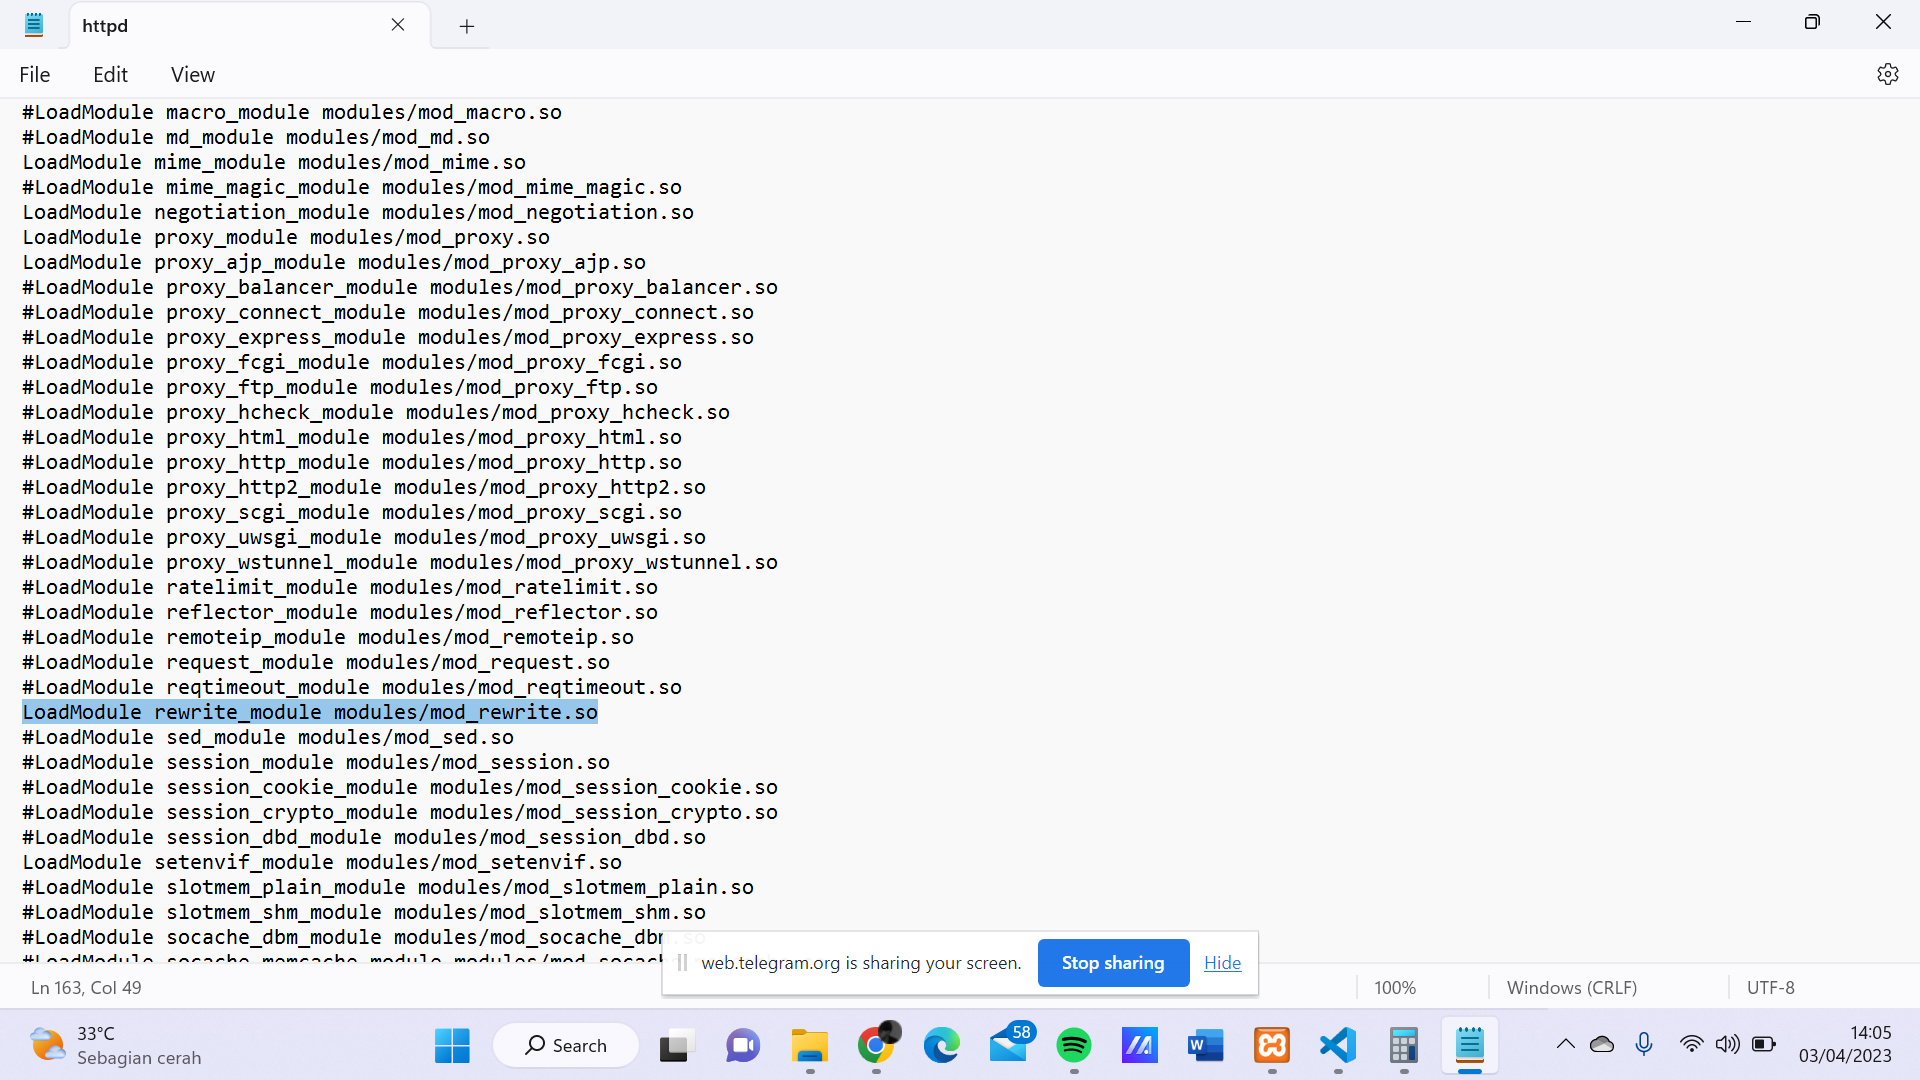 httpd
File Edit View
#LoadModule macro_module modules/mod_macro.so
#LoadModule md_module modules/mod_md.so
LoadModule mime_module modules/mod_mime.so
#LoadModule mime_magic_module modules/mod_mime_magic.so
LoadModule negotiation_module modules/mod_negotiation.so
LoadModule proxy_module modules/mod_proxy.so
LoadModule proxy_ajp_module modules/mod_proxy_ajp.so
#LoadModule proxy_balancer_module modules/mod_proxy_balancer.so
#LoadModule proxy_connect_module modules/mod_proxy_connect.so
#LoadModule proxy_express_module modules/mod_proxy_express.so
#LoadModule proxy_fcgi_module modules/mod_proxy_fcgi.so
#LoadModule proxy_ftp_module modules/mod_proxy_ftp.so
#LoadModule proxy_hcheck_module modules/mod_proxy_hcheck.so
#LoadModule proxy_html_module modules/mod_proxy_html.so
#LoadModule proxy_http_module modules/mod_proxy_http.so
#LoadModule proxy_http2_module modules/mod_proxy_http2.so
#LoadModule proxy_scgi_module modules/mod_proxy_scgi.so
#LoadModule proxy_uwsgi_module modules/mod_proxy_uwsgi.so
#LoadModule proxy_wstunnel_module modules/mod_proxy_wstunnel.so
#LoadModule ratelimit_module modules/mod_ratelimit.so
#LoadModule reflector_module modules/mod_reflector.so
#LoadModule remoteip_module modules/mod_remoteip.so
#LoadModule request_module modules/mod_request.so
#LoadModule reqtimeout_module modules/mod_reqtimeout.so
LoadModule rewrite_module modules/mod_rewrite.so
#LoadModule sed_module modules/mod_sed.so
#LoadModule session_module modules/mod_session.so
#LoadModule session_cookie_module modules/mod_session_cookie.so
#LoadModule session_crypto_module modules/mod_session_crypto.so
#LoadModule session_dbd_module modules/mod_session_dbd.so
LoadModule setenvif_module modules/mod_setenvif.so
#LoadModule slotmem_plain_module modules/mod_slotmem_plain.so
#LoadModule slotmem_shm_module modules/mod_slotmem_shm.so
#LoadModule socache_dbm_module modules/mod_socache_dbm.so
#LoadModule socache_memcache_module
web.telegram.org is sharing your screen. Stop sharing Hide
Ln 163, Col 49 100% Windows (CRLF) UTF-8
33°C
Sebagian cerah
Search
58
W
14:05
03/04/2023